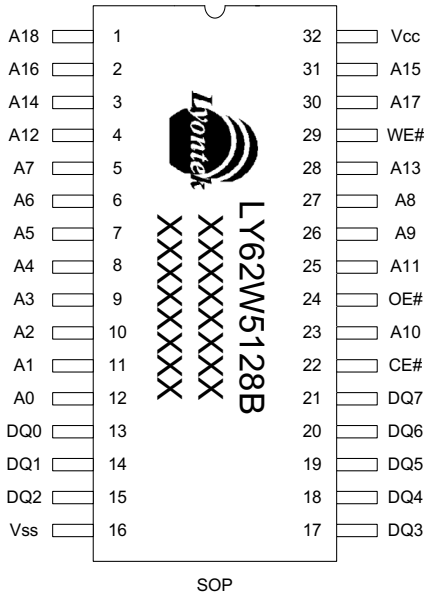 A18 1 32 Vcc
A16 2 31 A15
A14 3 30 A17
A12 4 29 WE#
A7 5 28 A13
A6 6 27 A8
A5 7 26 A9
A4 8 25 A11
A3 9 24 OE#
A2 10 23 A10
A1 11 22 CE#
A0 12 21 DQ7
DQ0 13 20 DQ6
DQ1 14 19 DQ5
DQ2 15 18 DQ4
Vss 16 17 DQ3
Lyontek
LY62W5128B
XXXXXXXX
XXXXXXXX
SOP